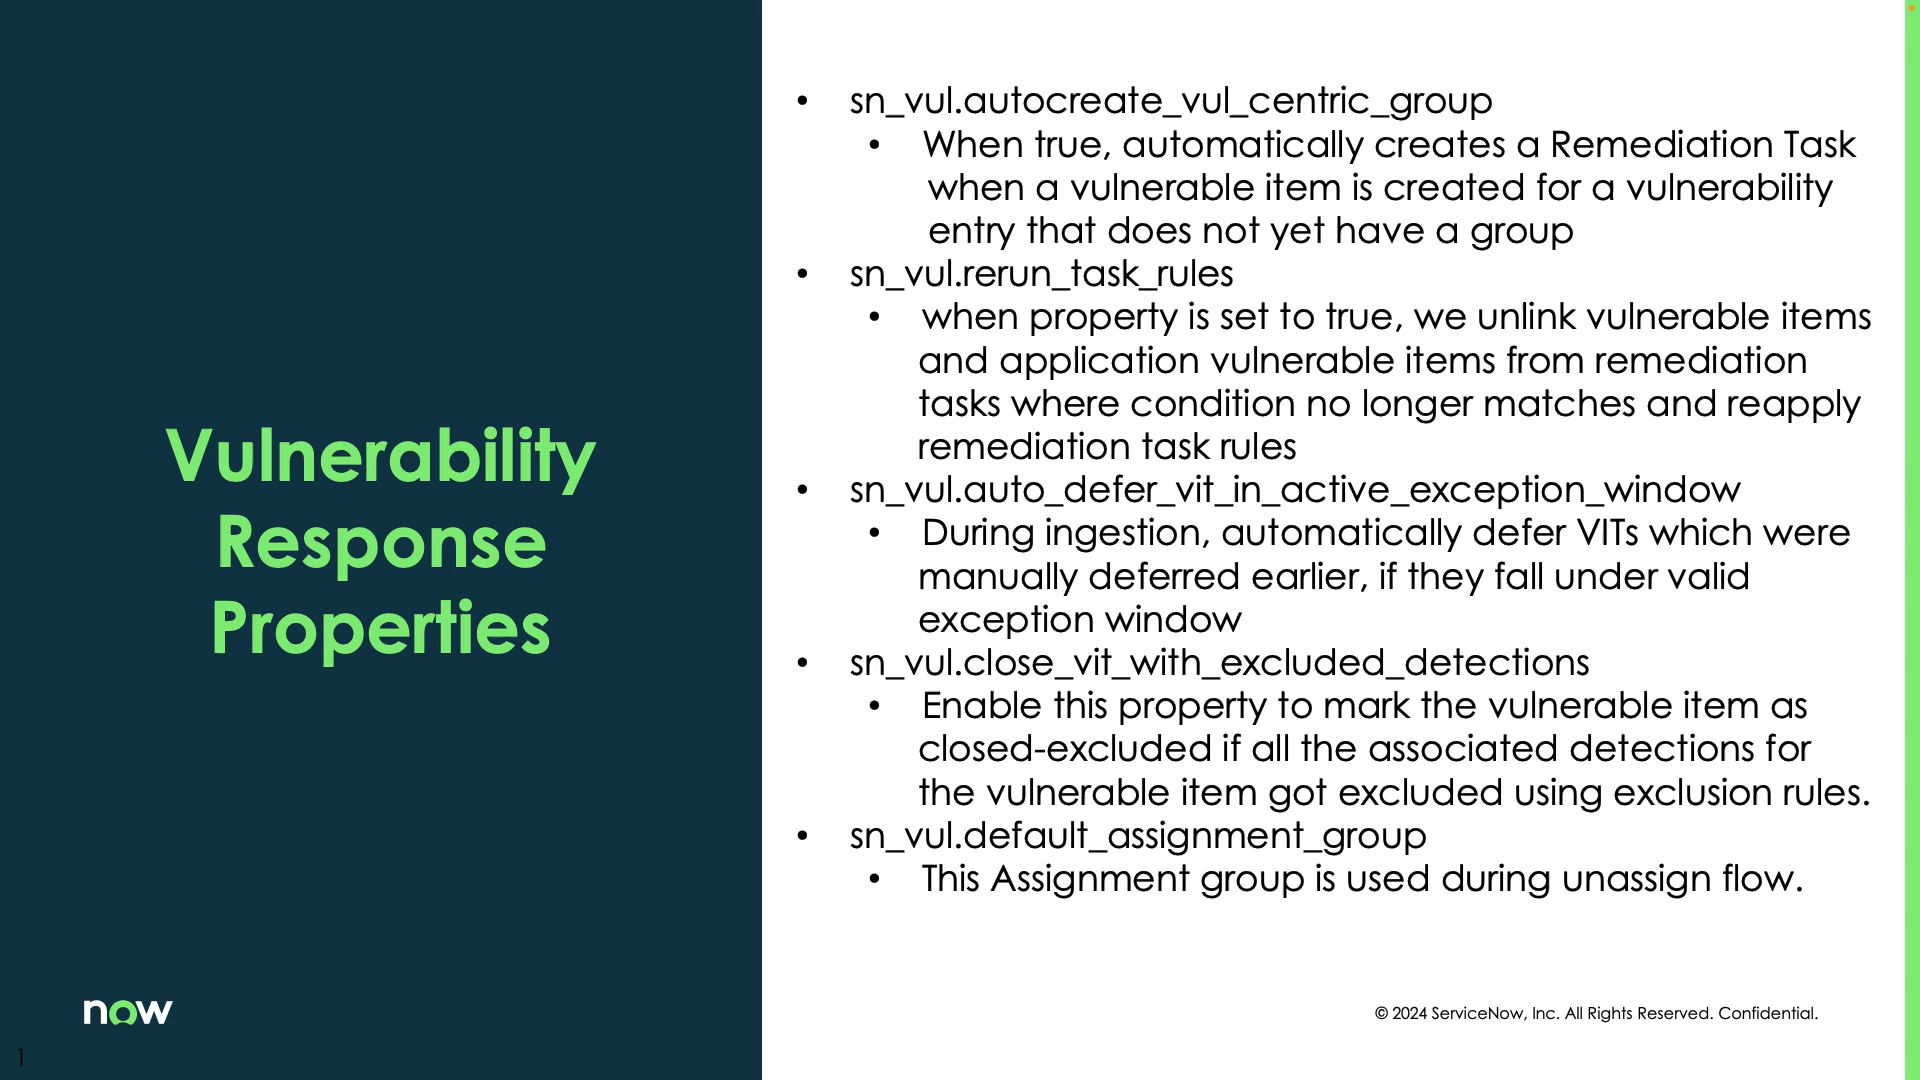 Vulnerability
Response
Properties
• sn_vul.autocreate_vul_centric_group
• When true, automatically creates a Remediation Task
when a vulnerable item is created for a vulnerability
entry that does not yet have a group
• sn_vul.rerun_task_rules
• when property is set to true, we unlink vulnerable items
and application vulnerable items from remediation
tasks where condition no longer matches and reapply
remediation task rules
• sn_vul.auto_defer_vit_in_active_exception_window
• During ingestion, automatically defer VITs which were
manually deferred earlier, if they fall under valid
exception window
• sn_vul.close_vit_with_excluded_detections
• Enable this property to mark the vulnerable item as
closed-excluded if all the associated detections for
the vulnerable item got excluded using exclusion rules.
• sn_vul.default_assignment_group
• This Assignment group is used during unassign flow.
now
© 2024 ServiceNow, Inc. All Rights Reserved. Confidential.
1